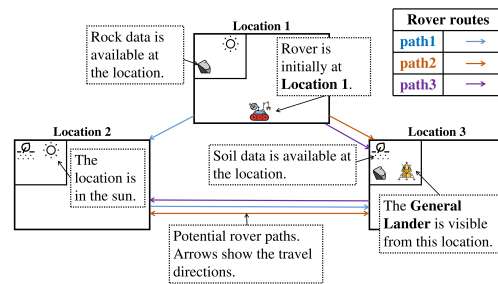 Location 1
Rock data is
available at
the location.
Rover is
initially at
Location 1.
Rover routes
path1
path2
path3
Location 2
The
location is
in the sun.
Soil data is available at
the location.
Location 3
The General
Lander is visible
from this location.
Potential rover paths.
Arrows show the travel
directions.